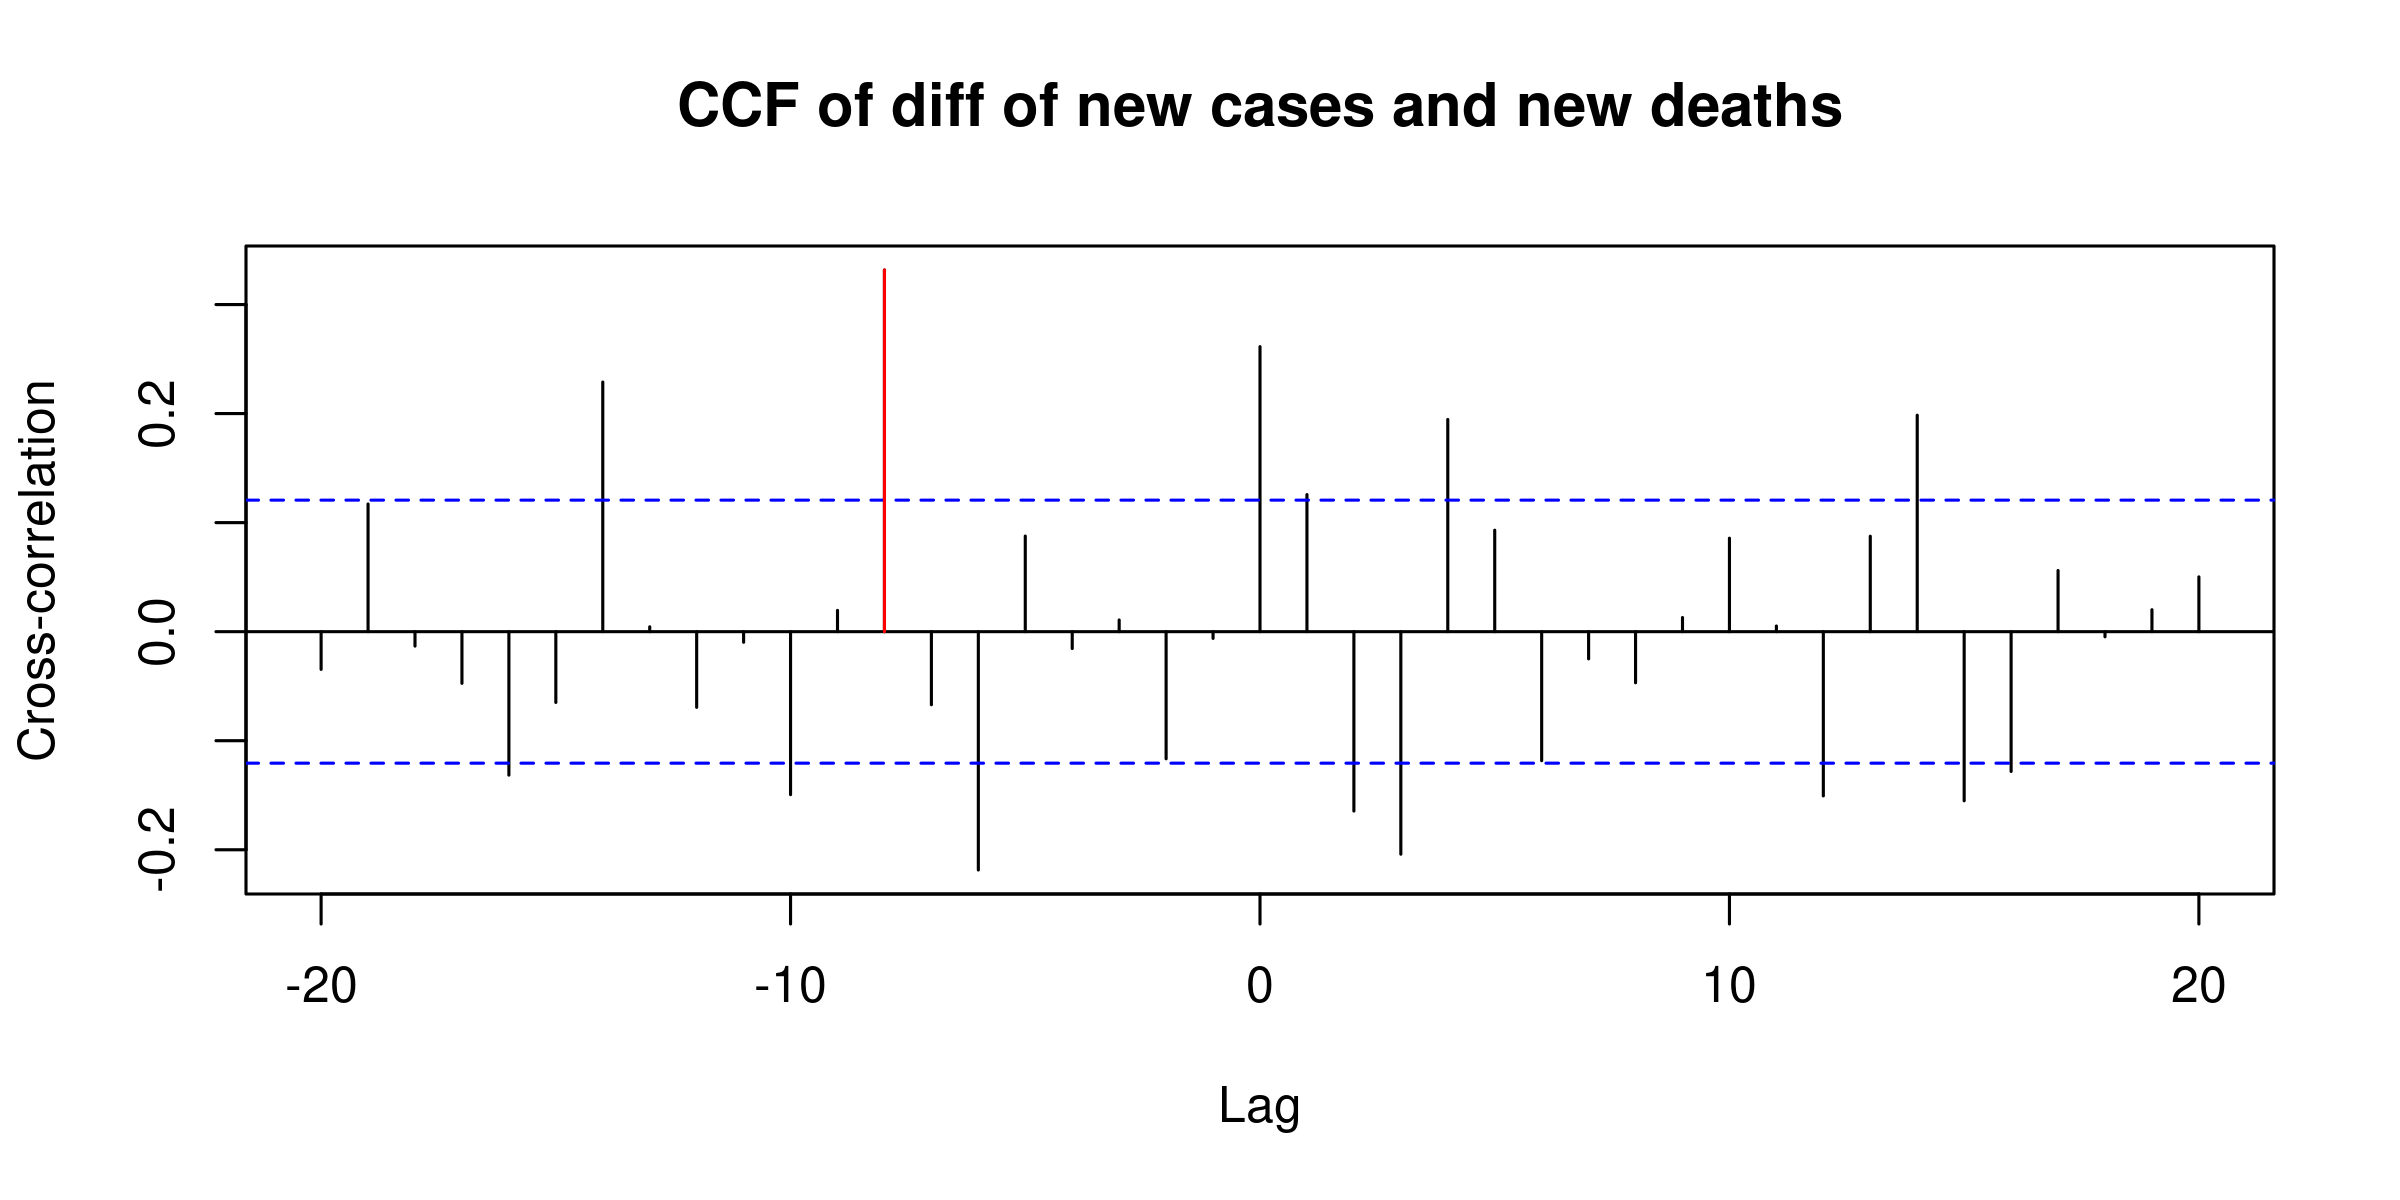 CCF of diff of new cases and new deaths
Cross-correlation
0.2
0.0
-0.2
-20 -10 0 10 20
Lag